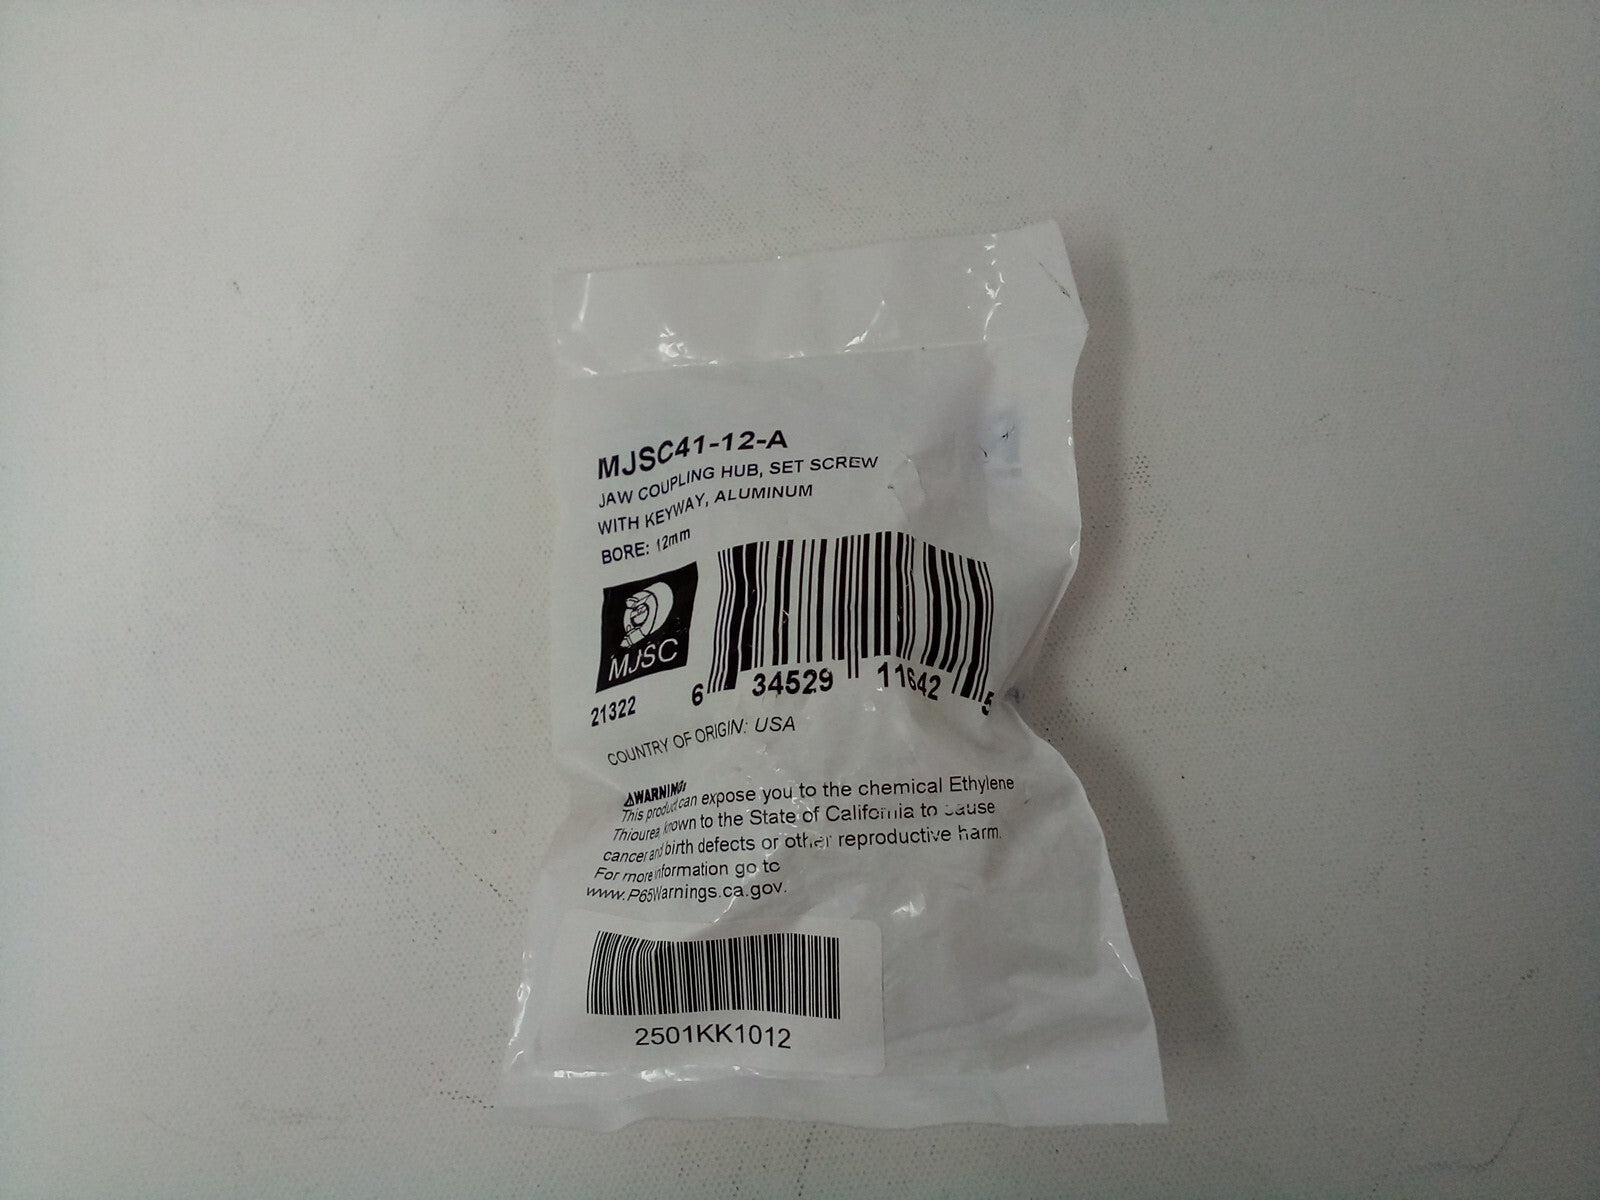 MJSC41-12-A
JAW COUPLING HUB, SET SCREW
WITH KEYWAY, ALUMINUM
BORE: 12mm
MJSC
21322
6 34529 11642 5
COUNTRY OF ORIGIN: USA
⚠WARNING:
This product can expose you to the chemical Ethylene
Thiourea known to the State of California to cause
cancer and birth defects or other reproductive harm.
For more information go to
www.P65Warnings.ca.gov.
2501KK1012